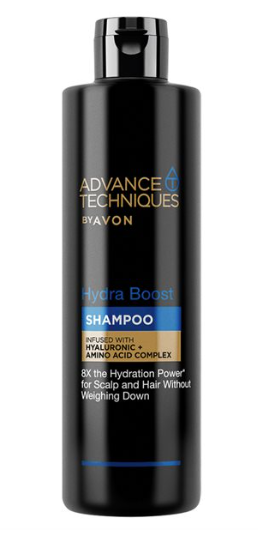 ADVANCE
TECHNIQUES
BY AVON
Hydra Boost
SHAMPOO
INFUSED WITH
HYALURONIC +
AMINO ACID COMPLEX
8X the Hydration Power*
for Scalp and Hair Without
Weighing Down